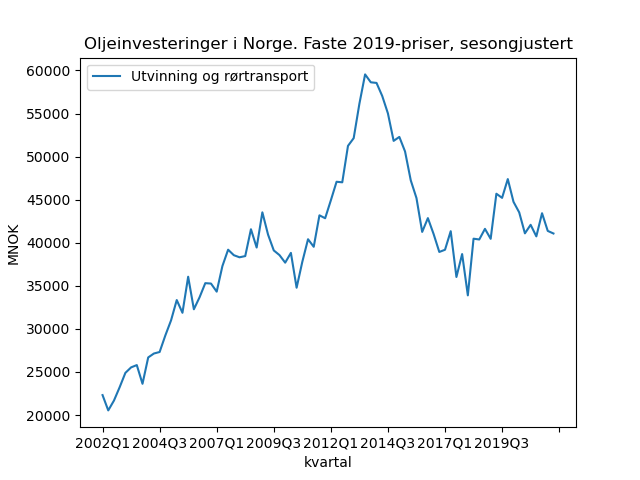 Oljeinvesteringer i Norge. Faste 2019-priser, sesongjustert
Utvinning og rørtransport
60000
55000
50000
45000
40000
35000
30000
25000
20000
MNOK
2002Q1 2004Q3 2007Q1 2009Q3 2012Q1 2014Q3 2017Q1 2019Q3
kvartal